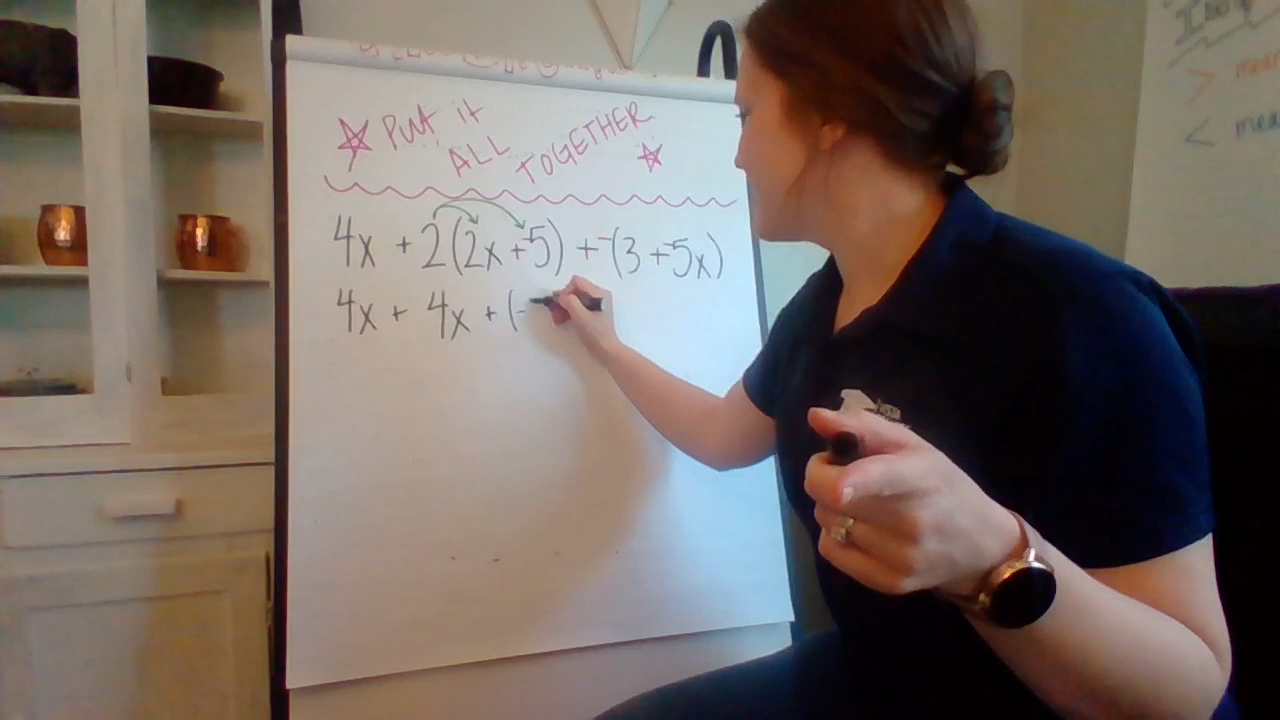 PUT it
ALL TOGETHER
4x + 2(2x + -5) + -(3 + -5x)
4x + 4x + (-
>
<